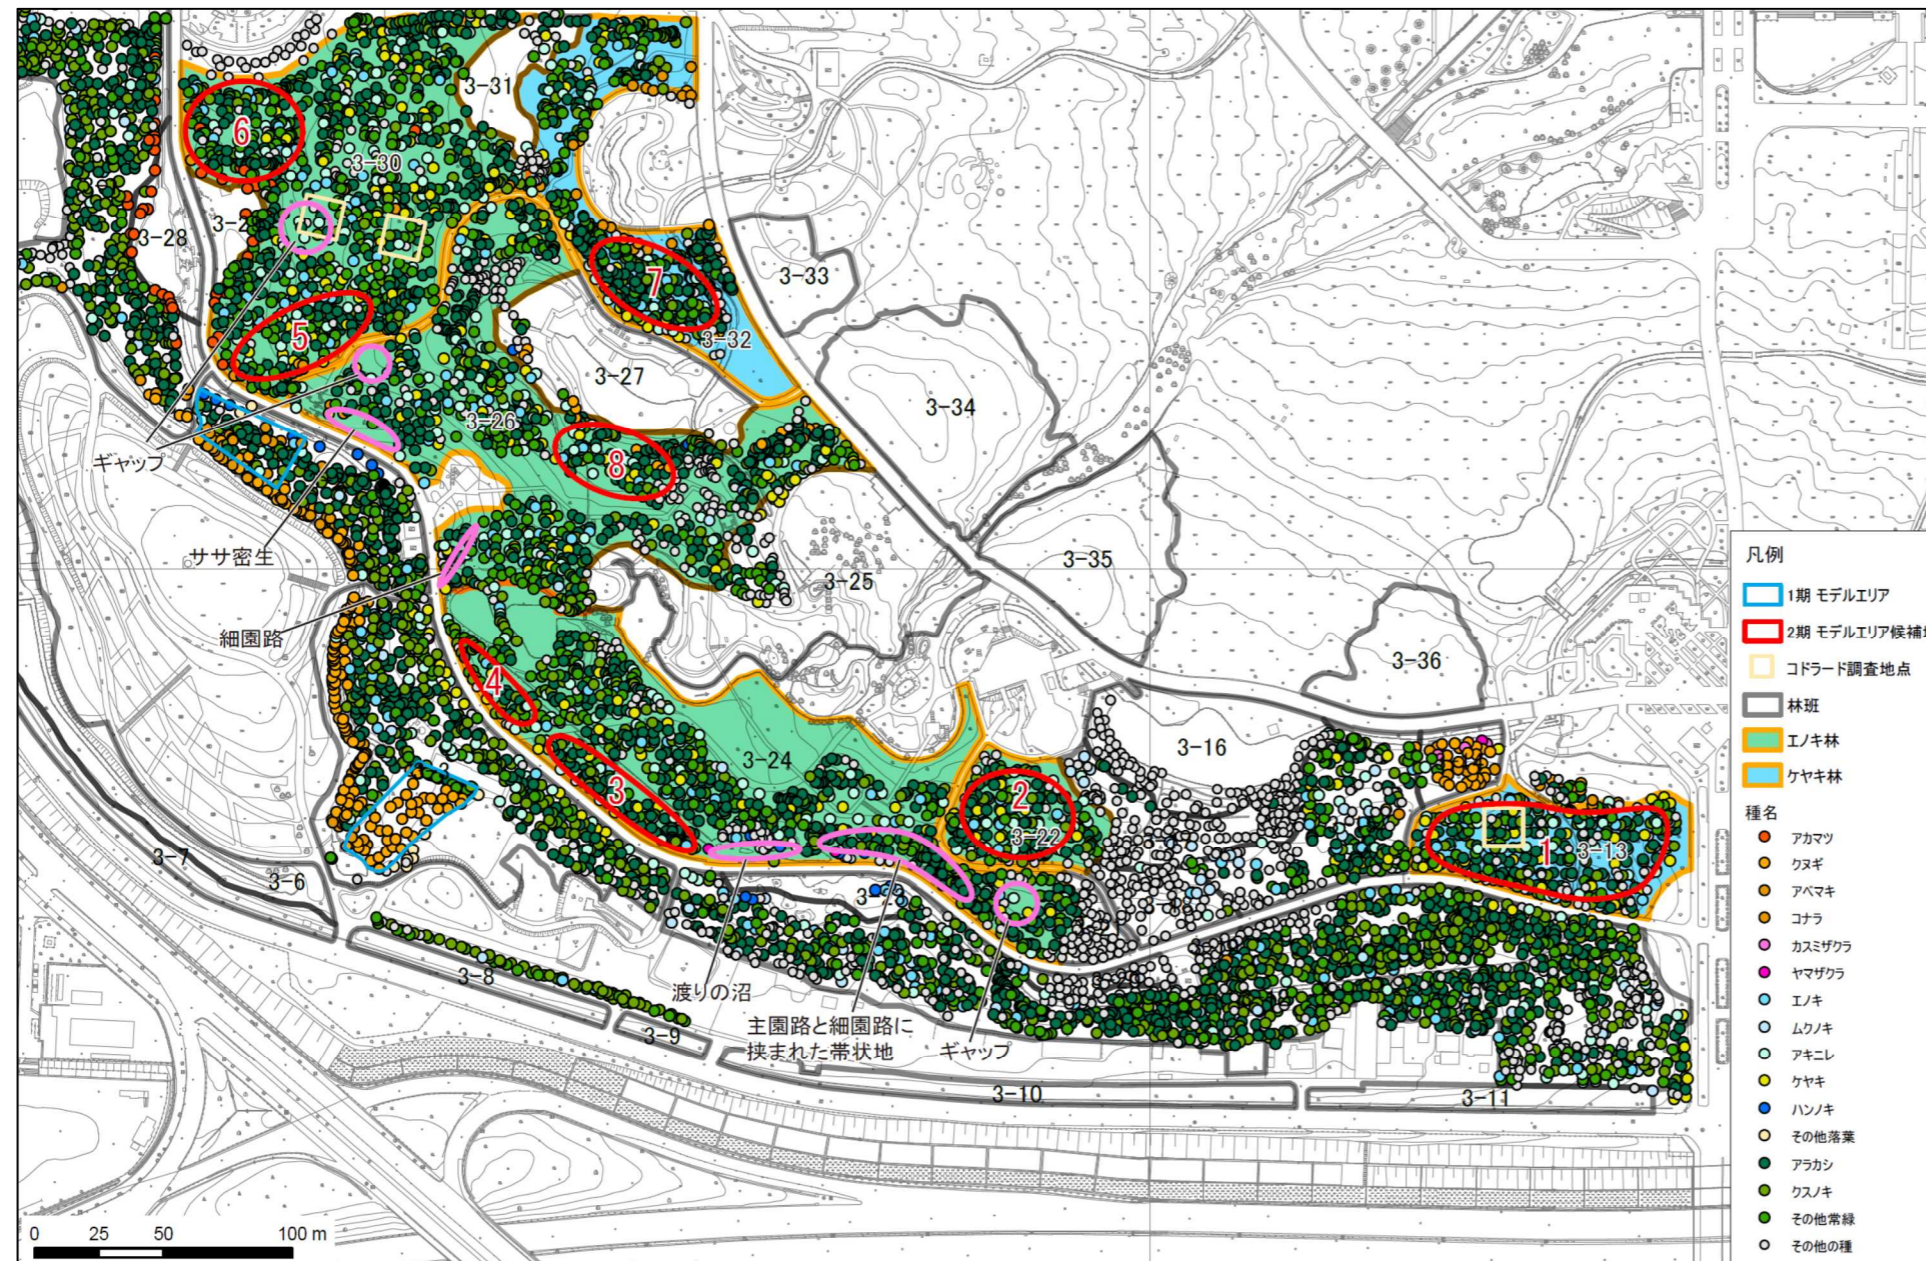 3-31
6
3-30
3-28
3-2
3-33
7
5
3-32
3-27
3-34
3-26
8
ギャップ
ササ密生
3-35
3-25
細園路
3-36
4
3-16
3-24
3
2
3-22
1
3-13
3-7
3-6
3-2
3-8
渡りの沼
主園路と細園路に
挟まれた帯状地
ギャップ
3-9
3-10
3-11
0 25 50 100 m
凡例
1期 モデルエリア
2期 モデルエリア候補
コドラード調査地点
林班
エノキ林
ケヤキ林
種名
アカマツ
クヌギ
アベマキ
コナラ
カスミザクラ
ヤマザクラ
エノキ
ムクノキ
アキニレ
ケヤキ
ハンノキ
その他落葉
アラカシ
クスノキ
その他常緑
その他の種